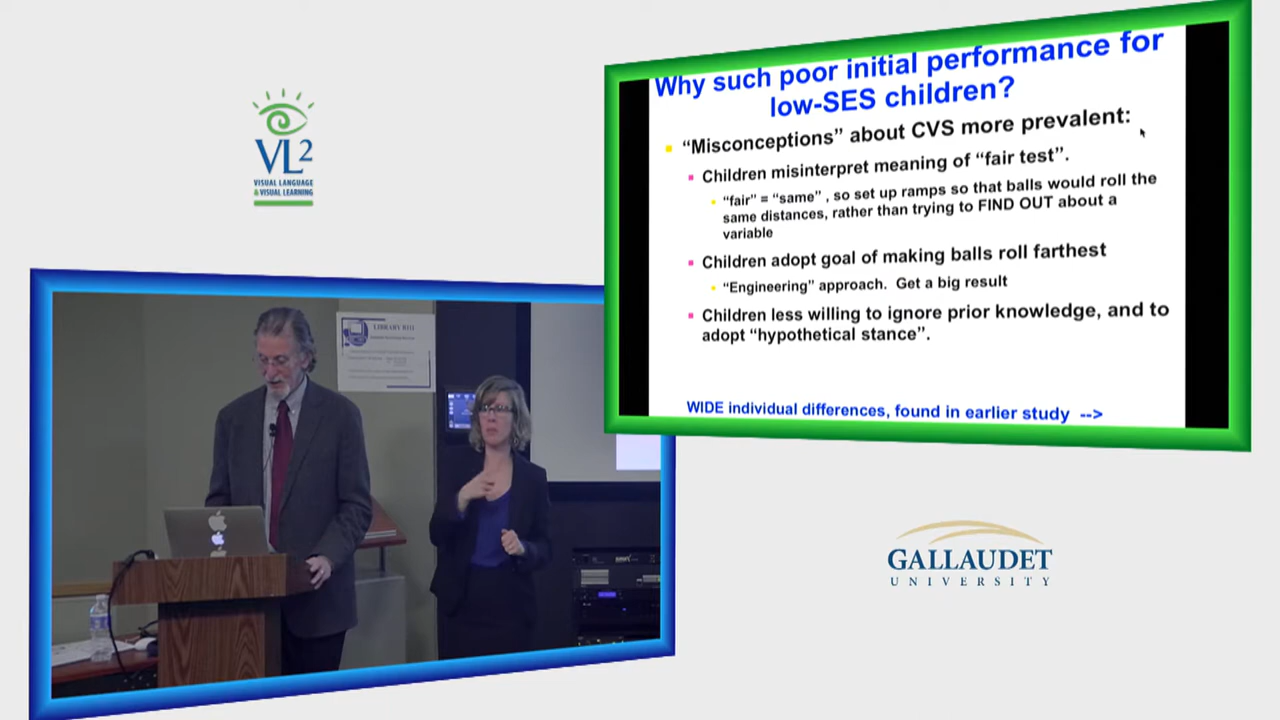 Why such poor initial performance for
low-SES children?
"Misconceptions" about CVS more prevalent:
Children misinterpret meaning of "fair test".
"fair" = "same" , so set up ramps so that balls would roll the
same distances, rather than trying to FIND OUT about a
variable
Children adopt goal of making balls roll farthest
"Engineering" approach. Get a big result
Children less willing to ignore prior knowledge, and to
adopt "hypothetical stance".
WIDE individual differences, found in earlier study -->
VL2
VISUAL LANGUAGE
& VISUAL LEARNING
LIBRARY B111
GALLAUDET
UNIVERSITY